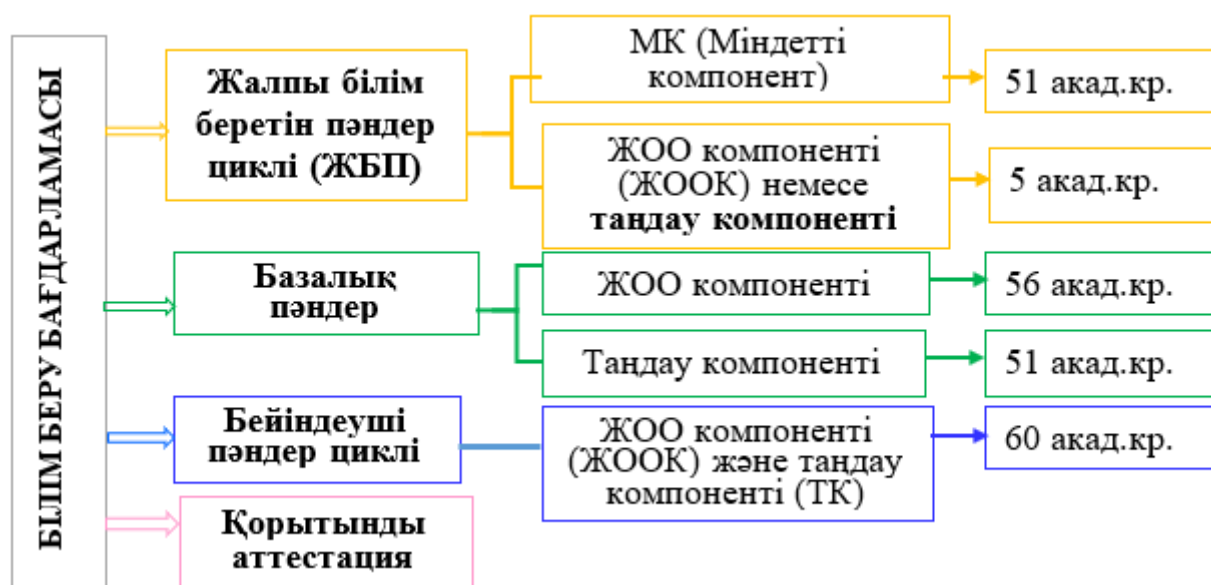 БІЛІМ БЕРУ БАҒДАРЛАМАСЫ
Жалпы білім
беретін пәндер
циклі (ЖБП)
МК (Міндетті
компонент)
51 акад.кр.
ЖОО компоненті
(ЖООК) немесе
таңдау компоненті
5 акад.кр.
Базалық
пәндер
ЖОО компоненті
56 акад.кр.
Таңдау компоненті
51 акад.кр.
Бейіндеуші
пәндер циклі
ЖОО компоненті
(ЖООК) және таңдау
компоненті (ТК)
60 акад.кр.
Қорытынды
аттестация